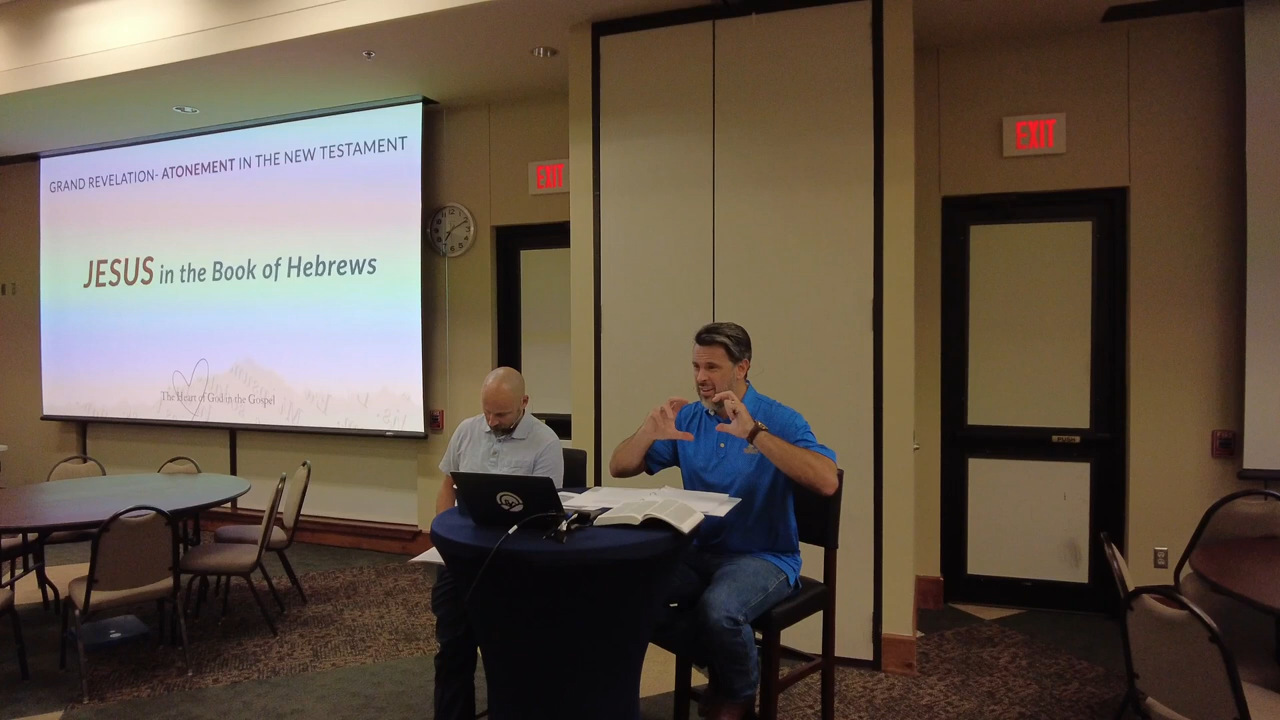 GRAND REVELATION- ATONEMENT IN THE NEW TESTAMENT
JESUS in the Book of Hebrews
The Heart of God in the Gospel
EXIT
EXIT
PUSH